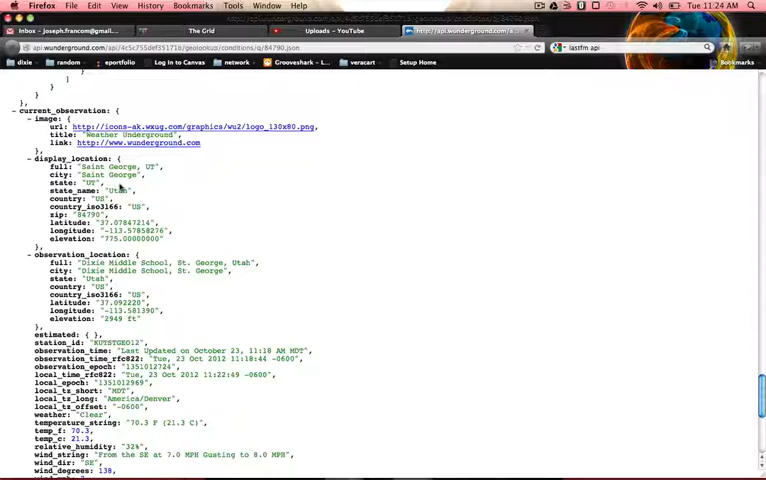 Firefox File Edit View History Bookmarks Tools Window Help Tue 11:24 AM
Inbox – joseph.francom@gmail.... The Grid Uploads – YouTube
api.wunderground.com/api/4c5c755def35171b/geolookup/conditions/q/84790.json lastfm api
dixie random eportfolio Log In to Canvas network Grooveshark veracart Setup Home Bookmarks
]
}
}
},
– current_observation: {
– image: {
url: http://icons-ak.wxug.com/graphics/wu2/logo_130x80.png,
title: "Weather Underground",
link: http://www.wunderground.com
},
– display_location: {
full: "Saint George, UT",
city: "Saint George",
state: "UT",
state_name: "Utah",
country: "US",
country_iso3166: "US",
zip: "84790",
latitude: "37.07847214",
longitude: "-113.57858276",
elevation: "775.00000000"
},
– observation_location: {
full: "Dixie Middle School, St. George, Utah",
city: "Dixie Middle School, St. George",
state: "Utah",
country: "US",
country_iso3166: "US",
latitude: "37.092220",
longitude: "-113.581390",
elevation: "2949 ft"
},
estimated: { },
station_id: "KUTSTGEO12",
observation_time: "Last Updated on October 23, 11:18 AM MDT",
observation_time_rfc822: "Tue, 23 Oct 2012 11:18:44 -0600",
observation_epoch: "1351012724",
local_time_rfc822: "Tue, 23 Oct 2012 11:22:49 -0600",
local_epoch: "1351012969",
local_tz_short: "MDT",
local_tz_long: "America/Denver",
local_tz_offset: "-0600",
weather: "Clear",
temperature_string: "70.3 F (21.3 C)",
temp_f: 70.3,
temp_c: 21.3,
relative_humidity: "32%",
wind_string: "From the SE at 7.0 MPH Gusting to 8.0 MPH",
wind_dir: "SE",
wind_degrees: 138,